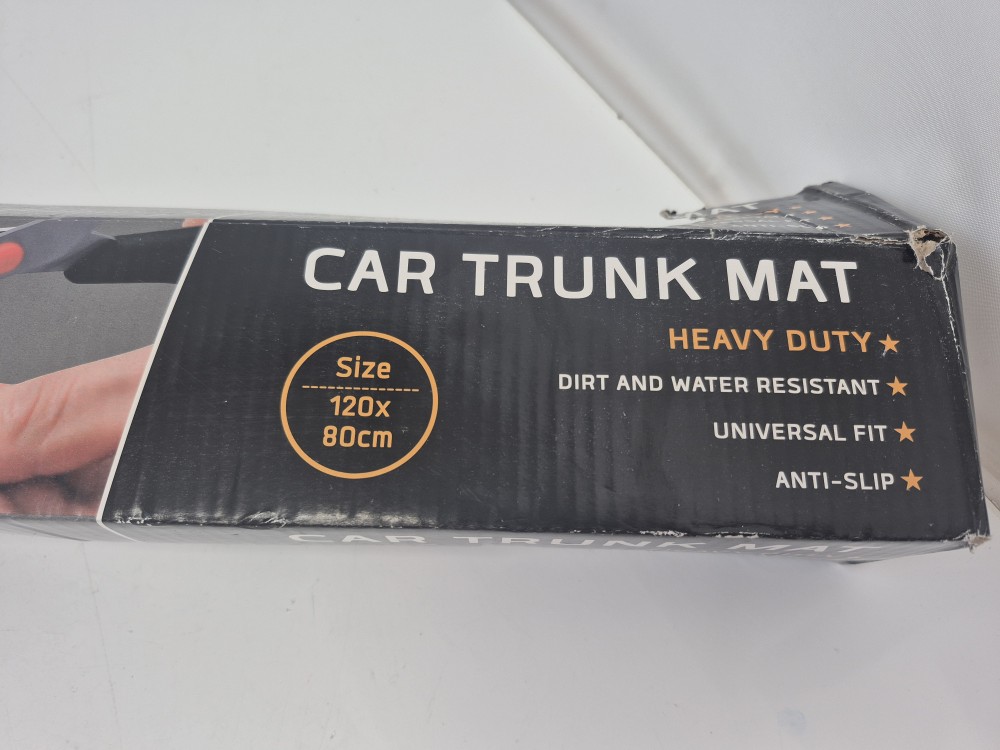 CAR TRUNK MAT
HEAVY DUTY
DIRT AND WATER RESISTANT
UNIVERSAL FIT
ANTI-SLIP
Size
120x
80cm
CAR TRUNK MAT